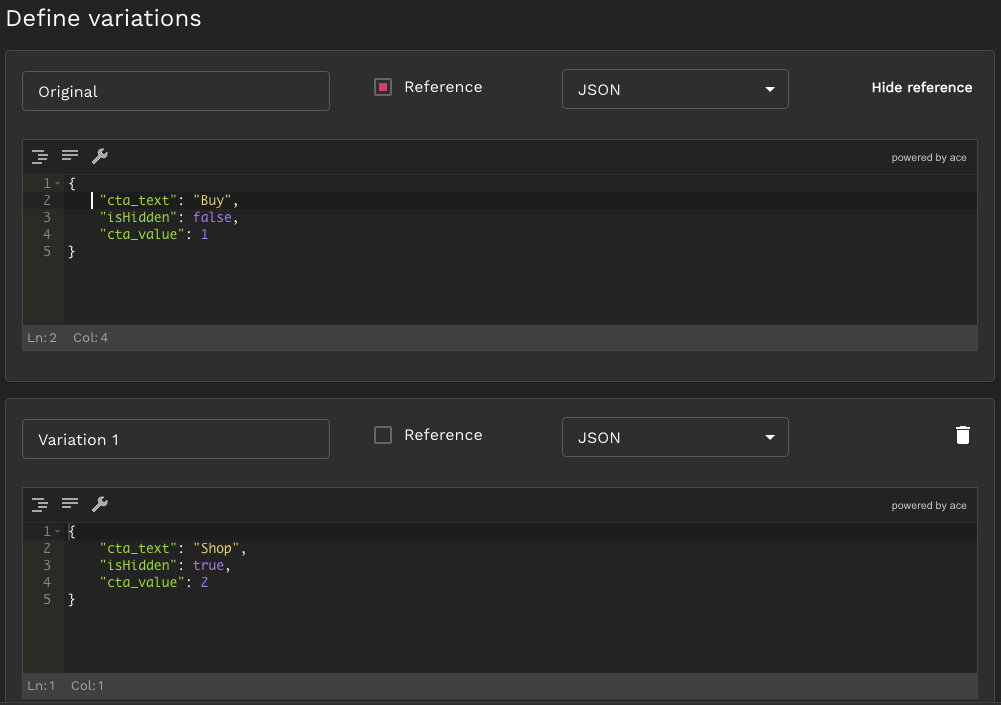 Define variations
Original
Reference
JSON
Hide reference
powered by ace
1 {
2 "cta_text": "Buy",
3 "isHidden": false,
4 "cta_value": 1
5 }
Ln: 2 Col: 4
Variation 1
Reference
JSON
powered by ace
1 {
2 "cta_text": "Shop",
3 "isHidden": true,
4 "cta_value": 2
5 }
Ln: 1 Col: 1